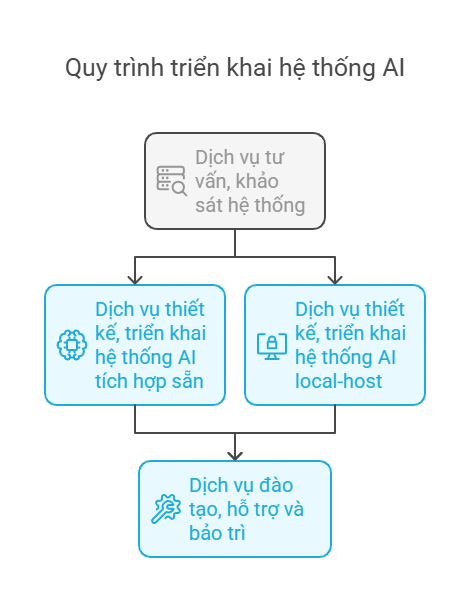 Quy trình triển khai hệ thống AI
Dịch vụ tư
vấn, khảo
sát hệ thống
Dịch vụ thiết
kế, triển khai
hệ thống AI
tích hợp sẵn
Dịch vụ thiết
kế, triển khai
hệ thống AI
local-host
Dịch vụ đào
tạo, hỗ trợ và
bảo trì